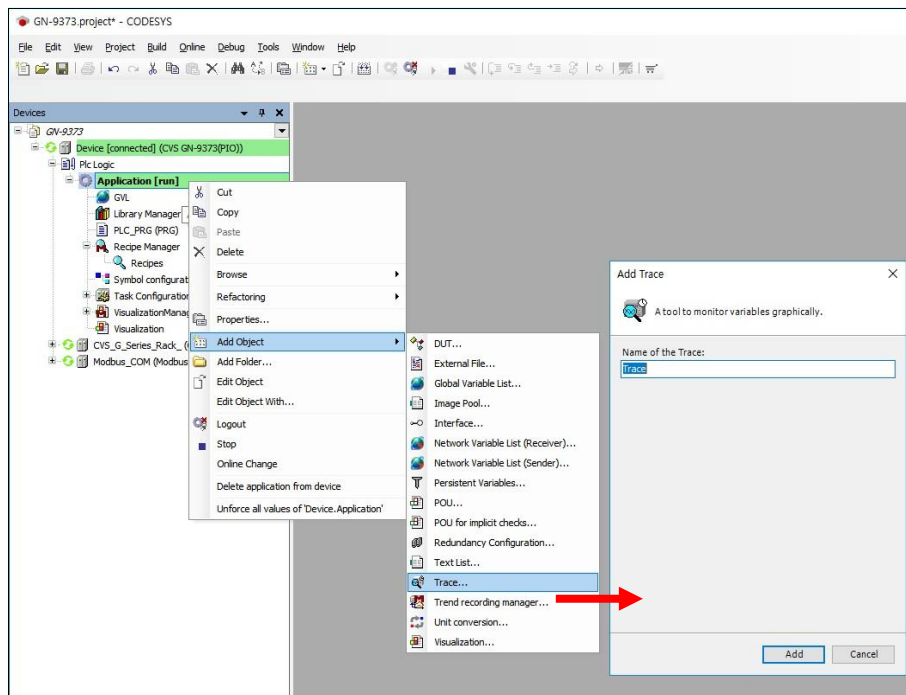 GN-9373.project* - CODESYS
File Edit View Project Build Online Debug Tools Window Help
Devices
GN-9373
Device [connected] (CVS GN-9373(PIO))
Plc Logic
Application [run]
GVL
Library Manager
PLC_PRG (PRG)
Recipe Manager
Recipes
Symbol configurat
Task Configuration
VisualizationMana
Visualization
CVS_G_Series_Rack_ (
Modbus_COM (Modbus
Cut
Copy
Paste
Delete
Browse
Refactoring
Properties...
Add Object
Add Folder...
Edit Object
Edit Object With...
Logout
Stop
Online Change
Delete application from device
Unforce all values of 'Device.Application'
DUT...
External File...
Global Variable List...
Image Pool...
Interface...
Network Variable List (Receiver)...
Network Variable List (Sender)...
Persistent Variables...
POU...
POU for implicit checks...
Redundancy Configuration...
Text List...
Trace...
Trend recording manager...
Unit conversion...
Visualization...
Add Trace
A tool to monitor variables graphically.
Name of the Trace:
Trace
Add Cancel